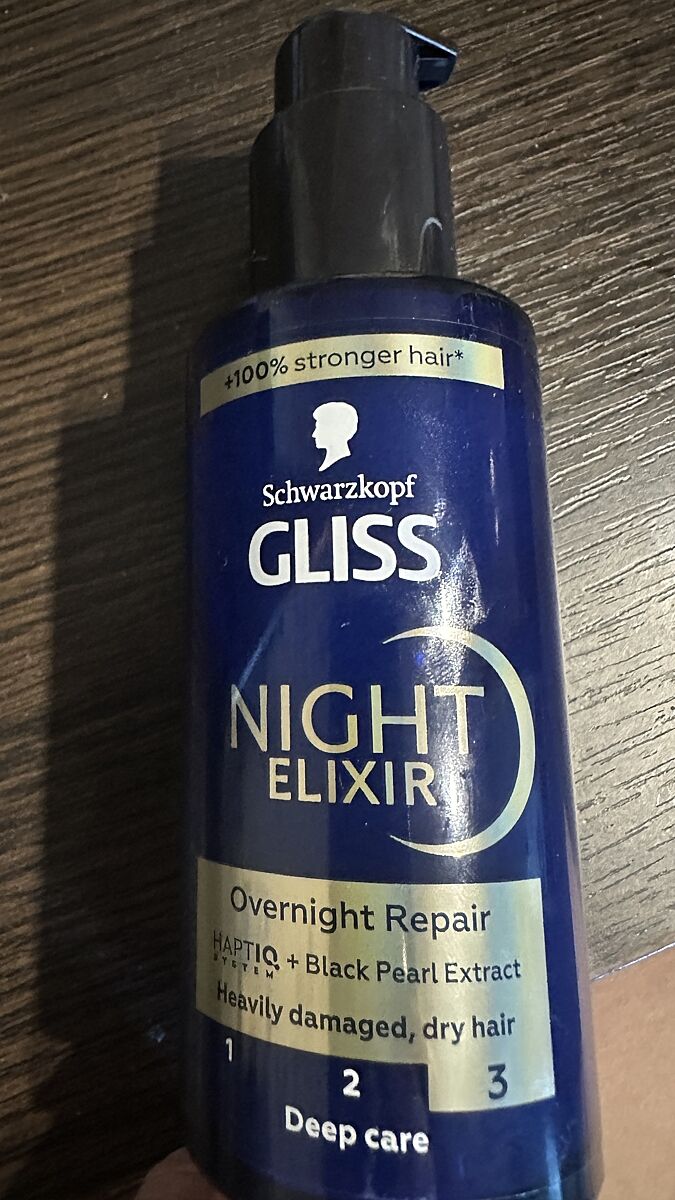 +100% stronger hair*
Schwarzkopf
GLISS
NIGHT
ELIXIR
Overnight Repair
HAPTIQ SYSTEM + Black Pearl Extract
Heavily damaged, dry hair
1 2 3
Deep care